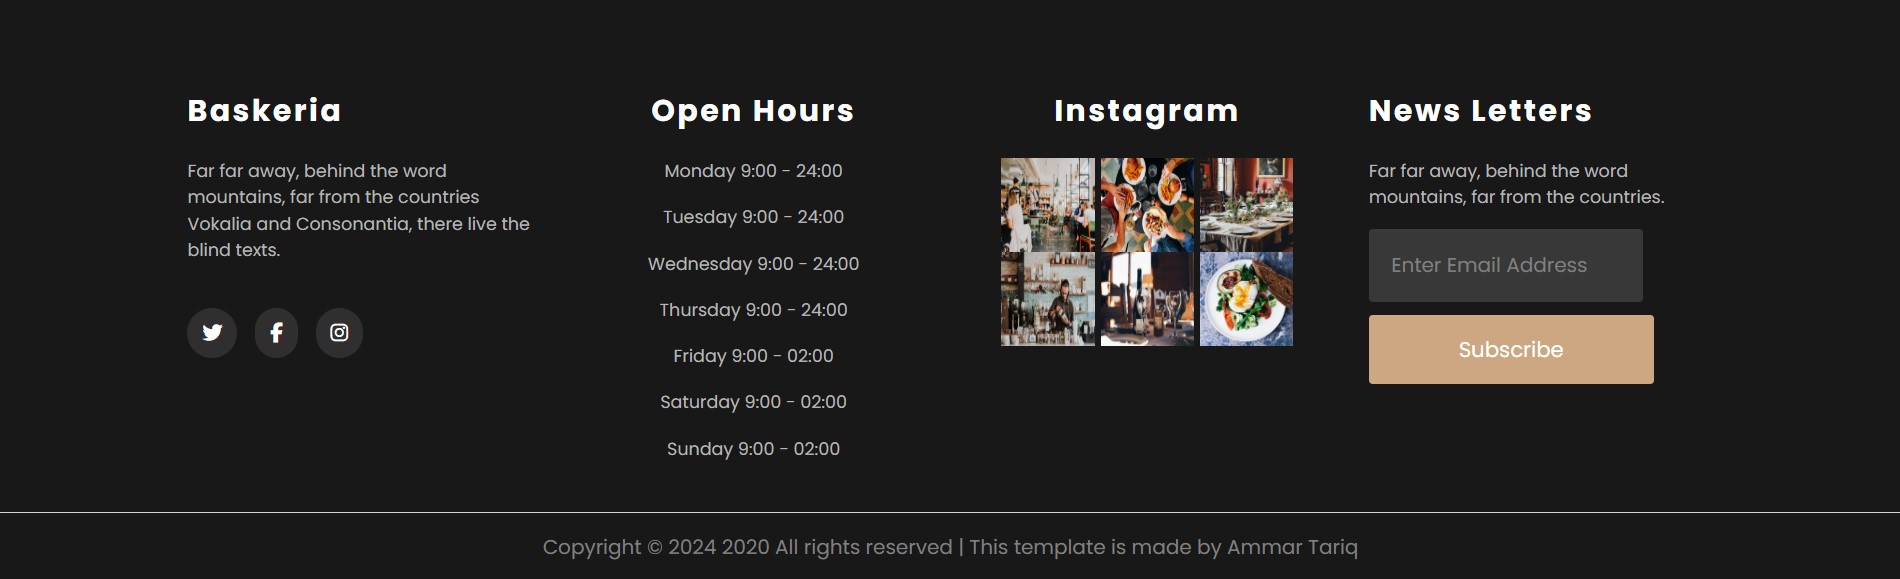 Baskeria
Far far away, behind the word
mountains, far from the countries
Vokalia and Consonantia, there live the
blind texts.
Open Hours
Monday 9:00 - 24:00
Tuesday 9:00 - 24:00
Wednesday 9:00 - 24:00
Thursday 9:00 - 24:00
Friday 9:00 - 02:00
Saturday 9:00 - 02:00
Sunday 9:00 - 02:00
Instagram
News Letters
Far far away, behind the word
mountains, far from the countries.
Enter Email Address
Subscribe
Copyright © 2024 2020 All rights reserved | This template is made by Ammar Tariq